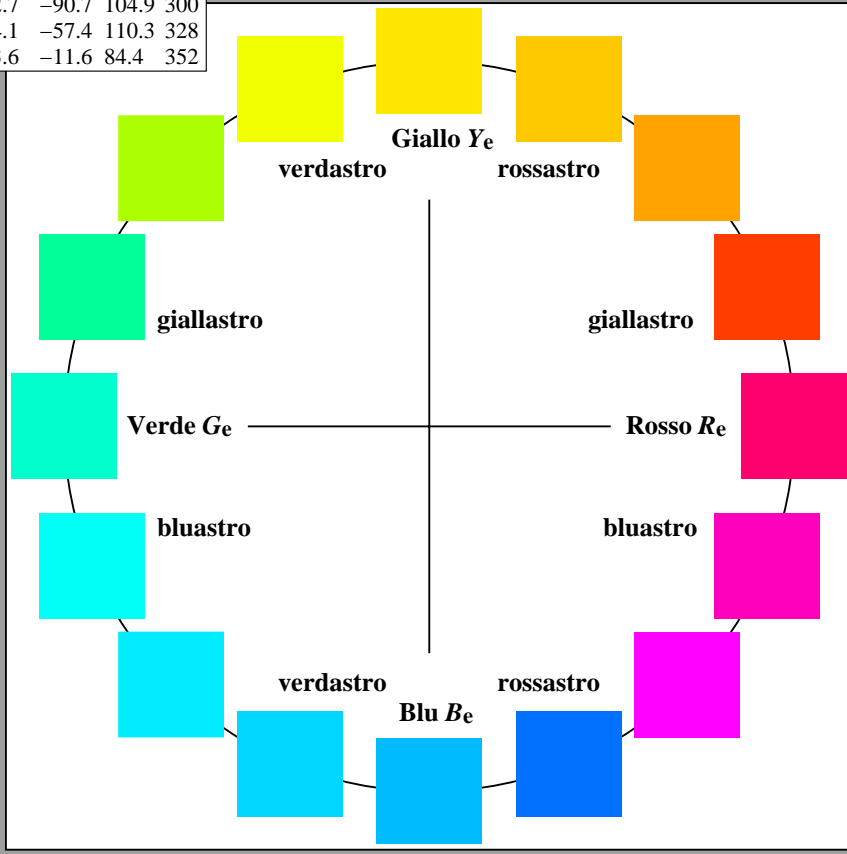 −90.7 104.9 300
−57.4 110.3 328
−11.6 84.4 352
Giallo Ye
verdastro rossastro
giallastro giallastro
Verde Ge Rosso Re
bluastro bluastro
verdastro rossastro
Blu Be